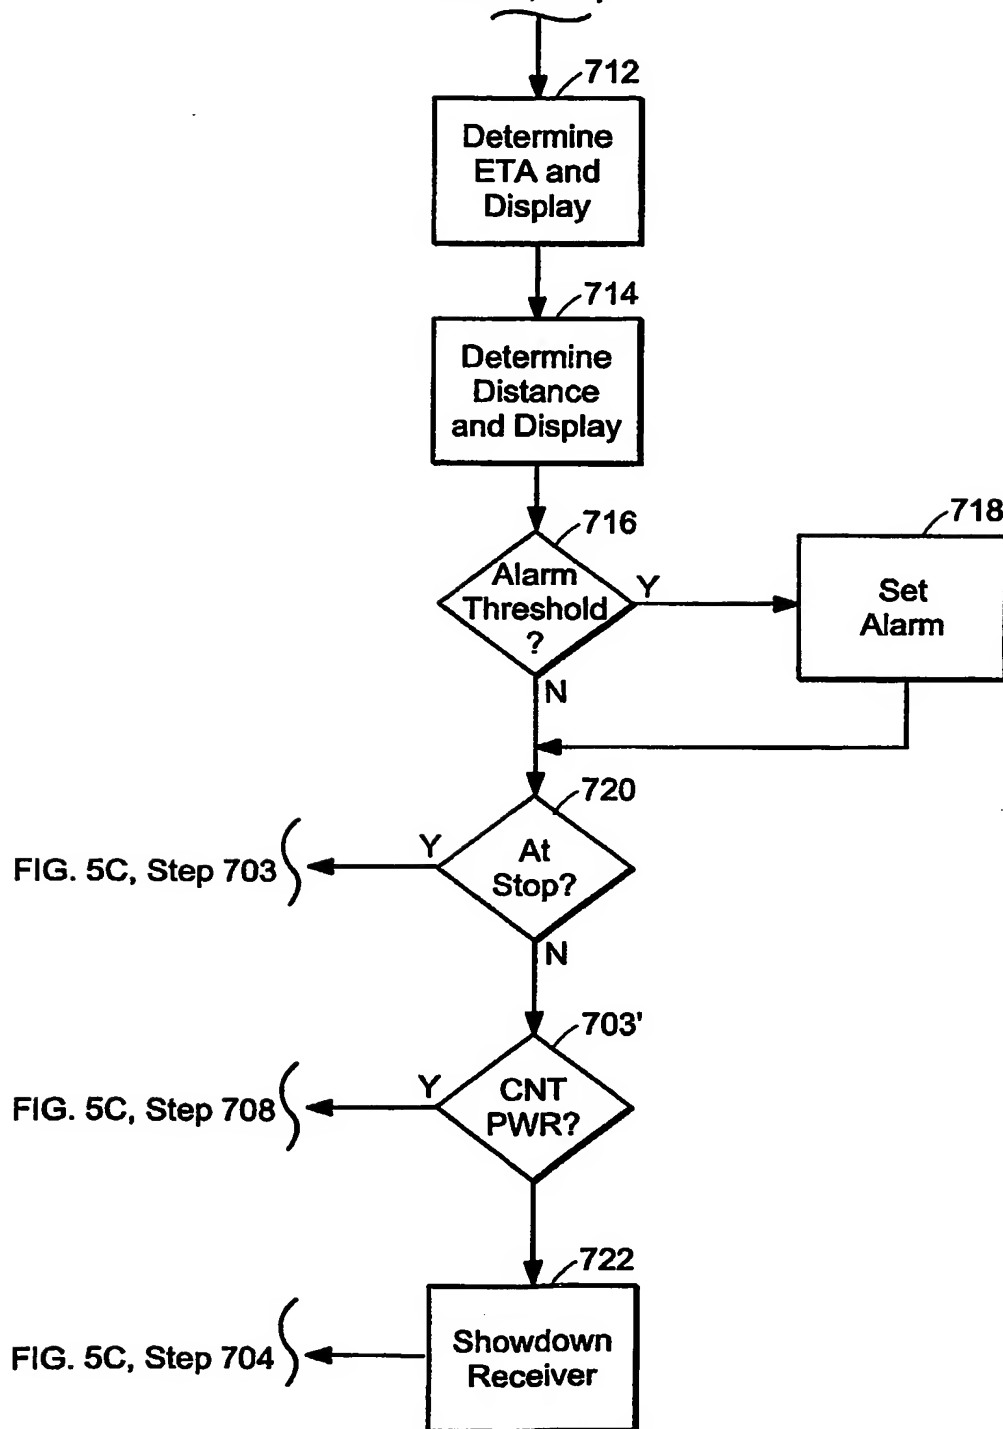 712
Determine
ETA and
Display
714
Determine
Distance
and Display
716
Alarm
Threshold
?
Y
N
718
Set
Alarm
720
At
Stop?
Y
N
FIG. 5C, Step 703
703'
CNT
PWR?
Y
FIG. 5C, Step 708
722
Showdown
Receiver
FIG. 5C, Step 704